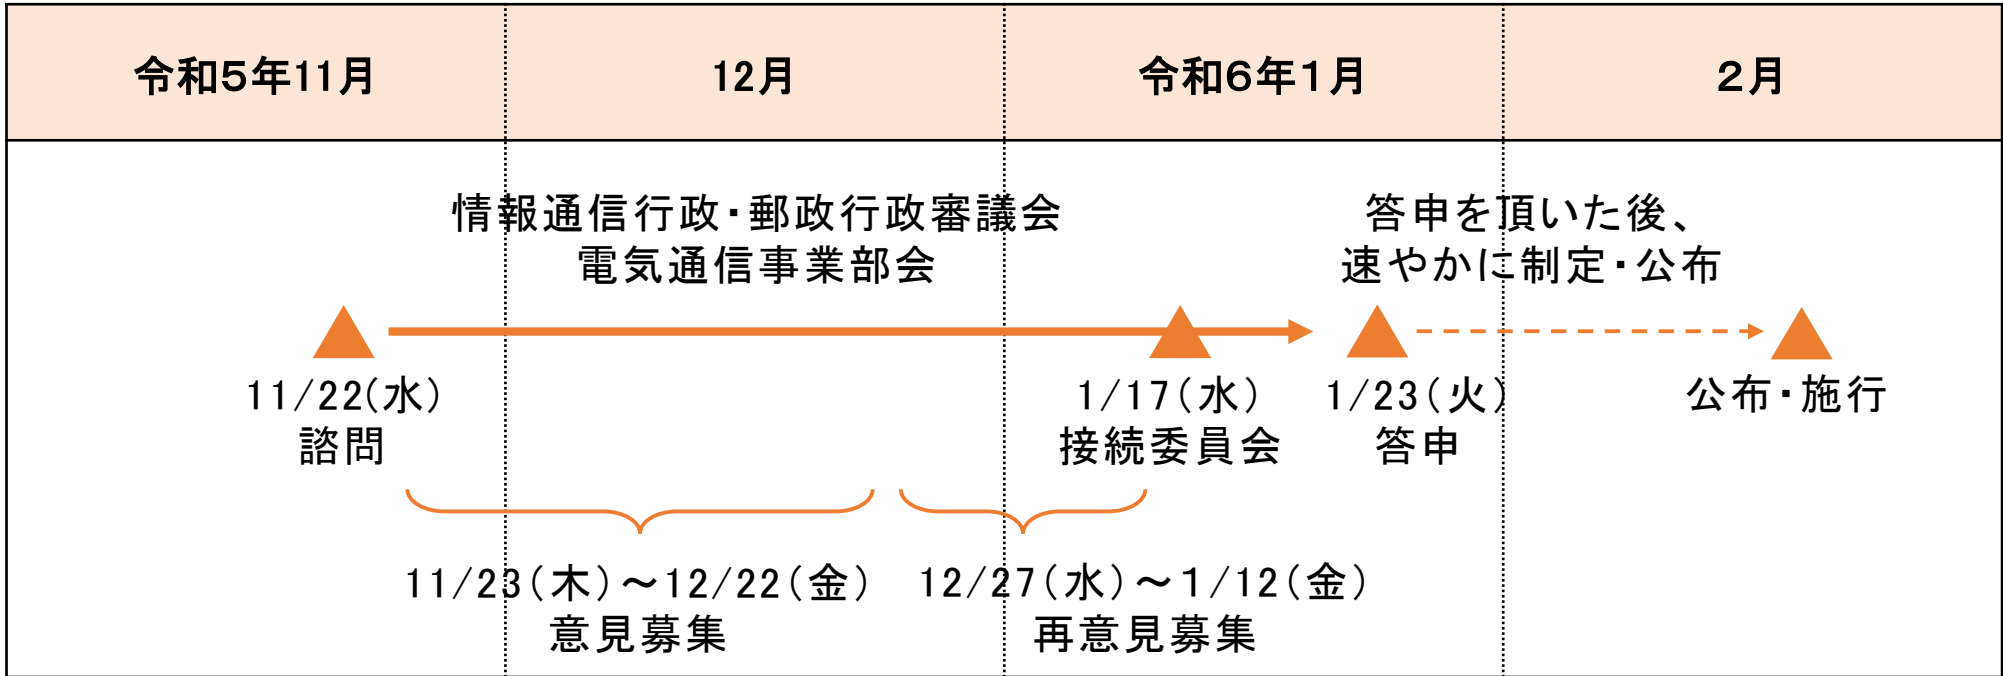 令和5年11月
12月
令和6年1月
2月
情報通信行政・郵政行政審議会
電気通信事業部会
答申を頂いた後、
速やかに制定・公布
11/22(水)
諮問
1/17(水)
接続委員会
1/23(火)
答申
公布・施行
11/23(木)～12/22(金)
意見募集
12/27(水)～1/12(金)
再意見募集